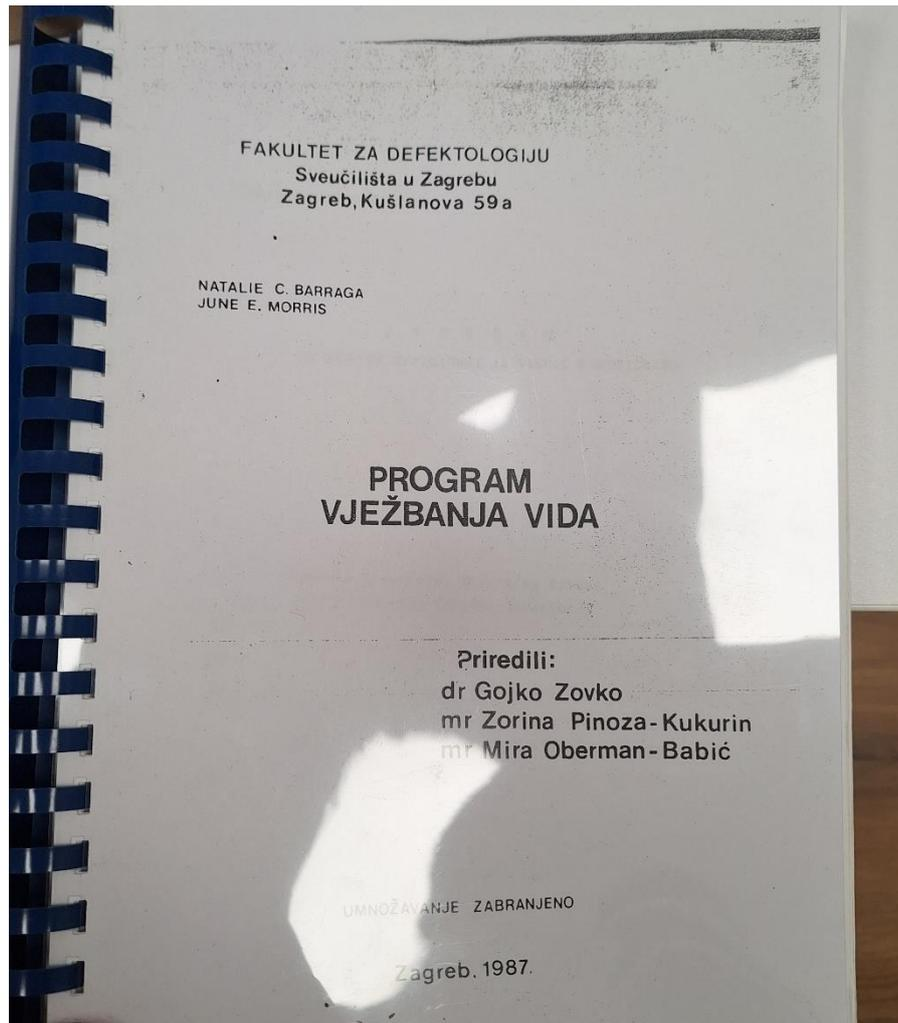 FAKULTET ZA DEFEKTOLOGIJU
Sveučilišta u Zagrebu
Zagreb, Kušlanova 59a
NATALIE C. BARRAGA
JUNE E. MORRIS
PROGRAM
VJEŽBANJA VIDA
Priredili:
dr Gojko Zovko
mr Zorina Pinoza-Kukurin
mr Mira Oberman-Babić
UMNOŽAVANJE ZABRANJENO
Zagreb, 1987.